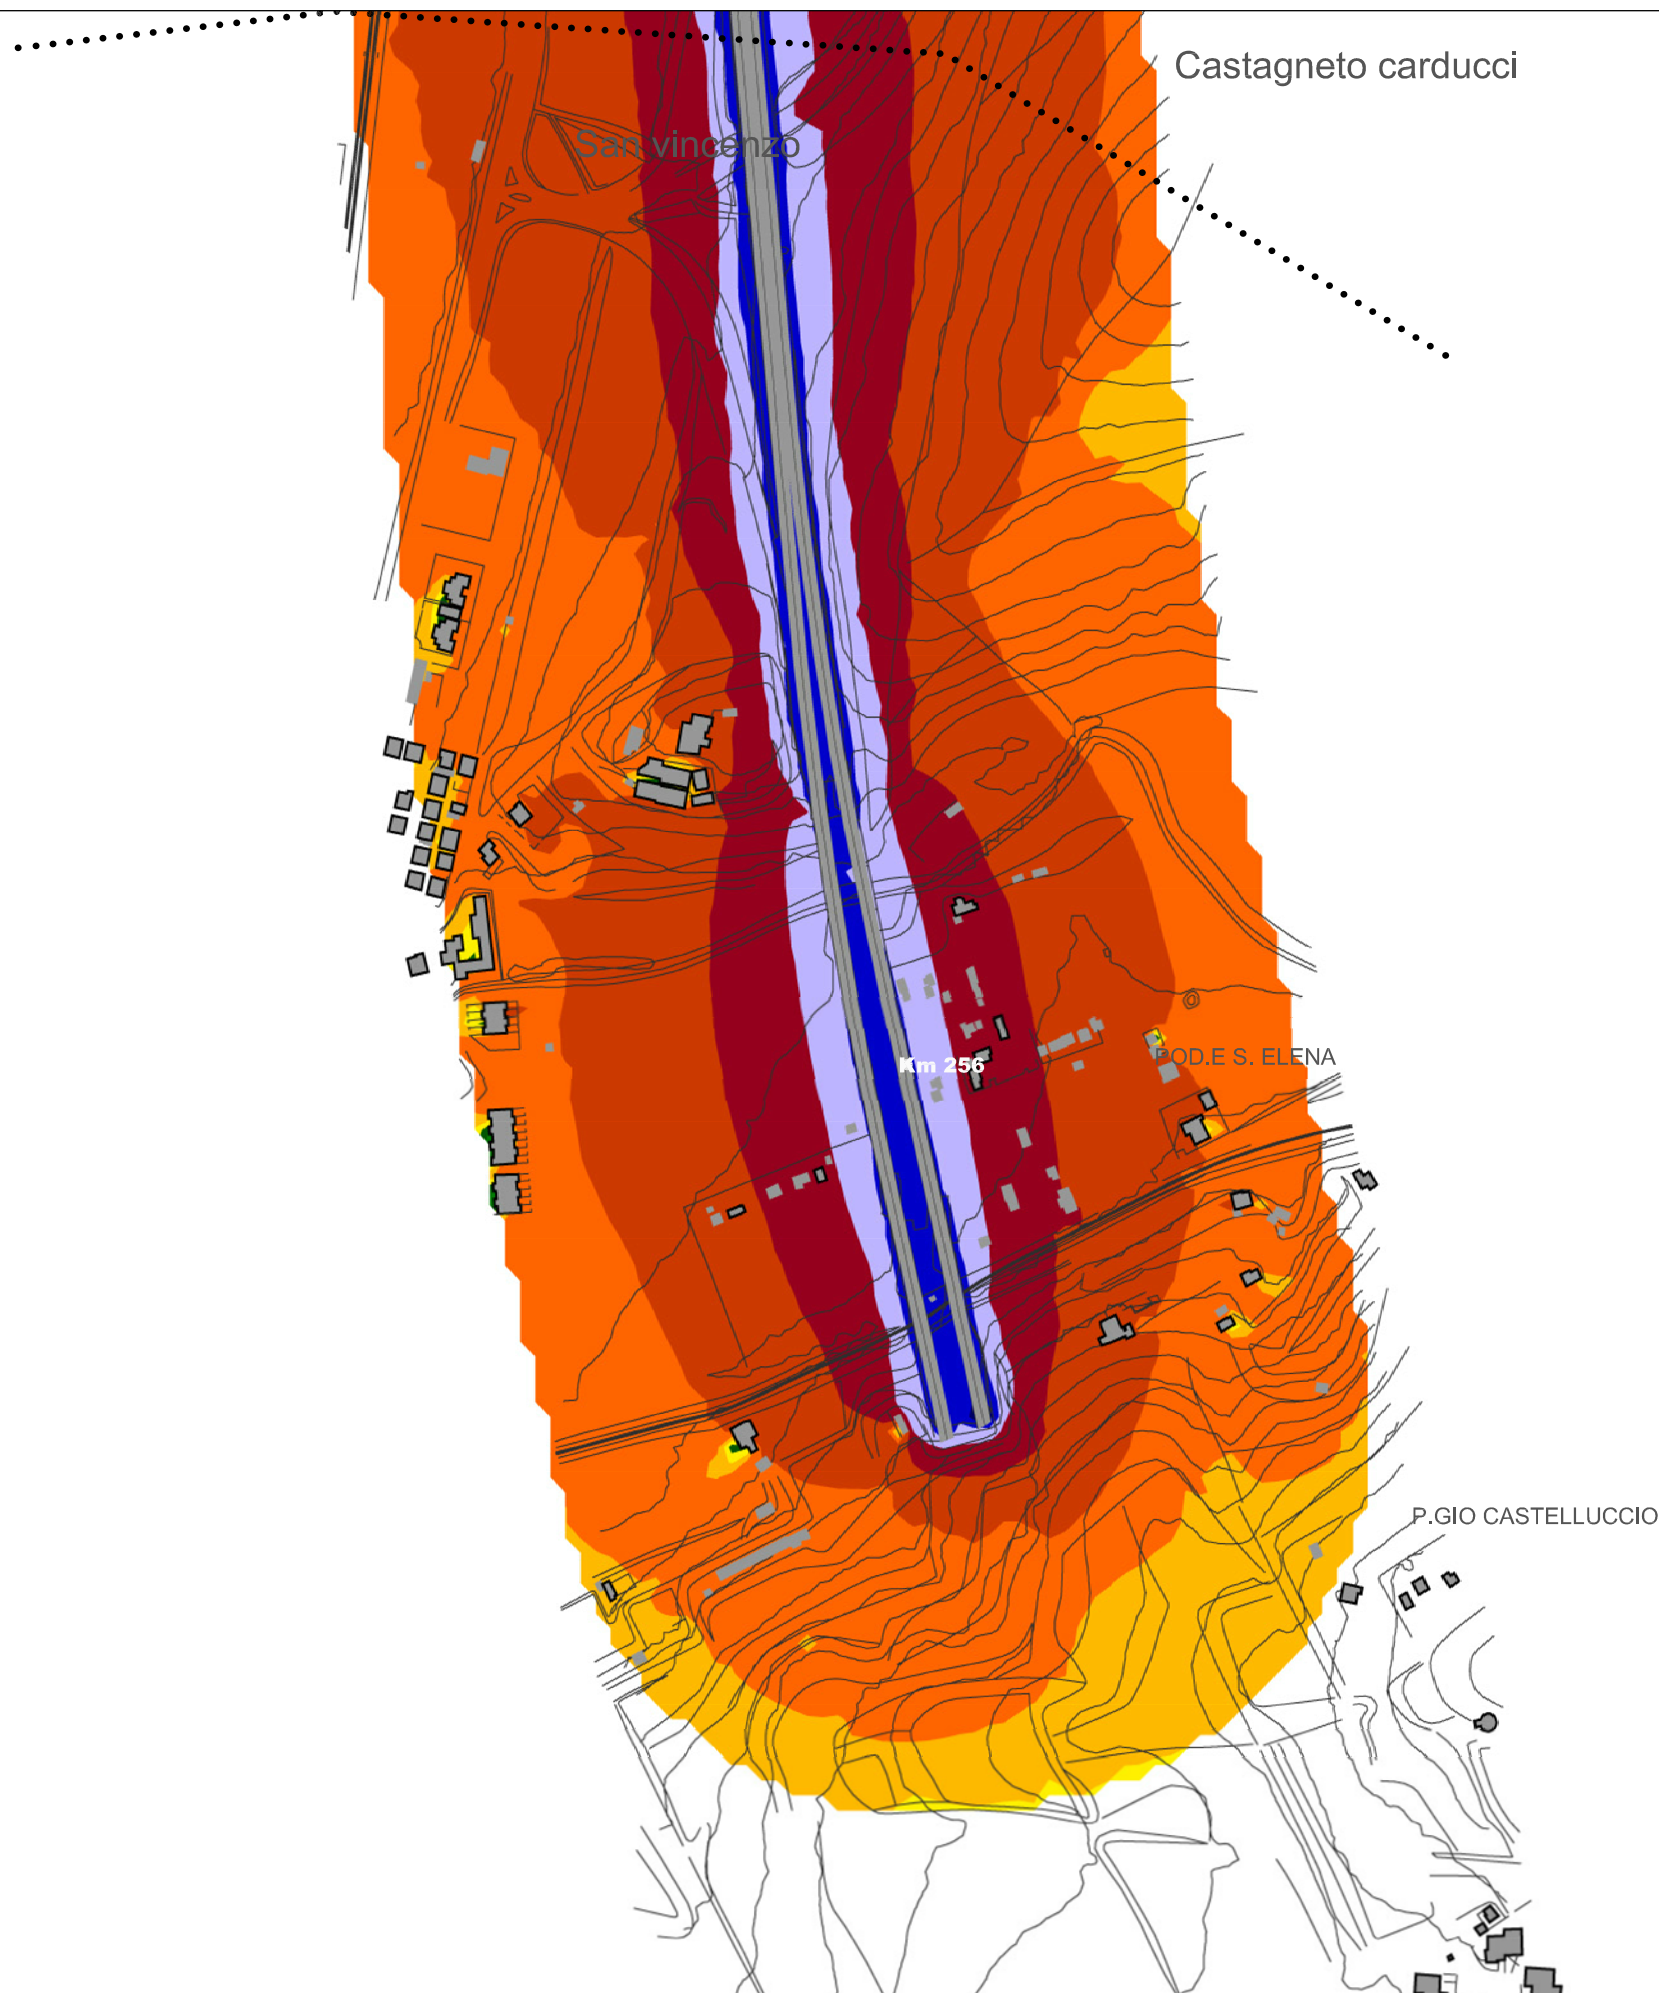 Castagneto carducci
San vincenzo
Km 256
POD.E S. ELENA
P.GIO CASTELLUCCIO